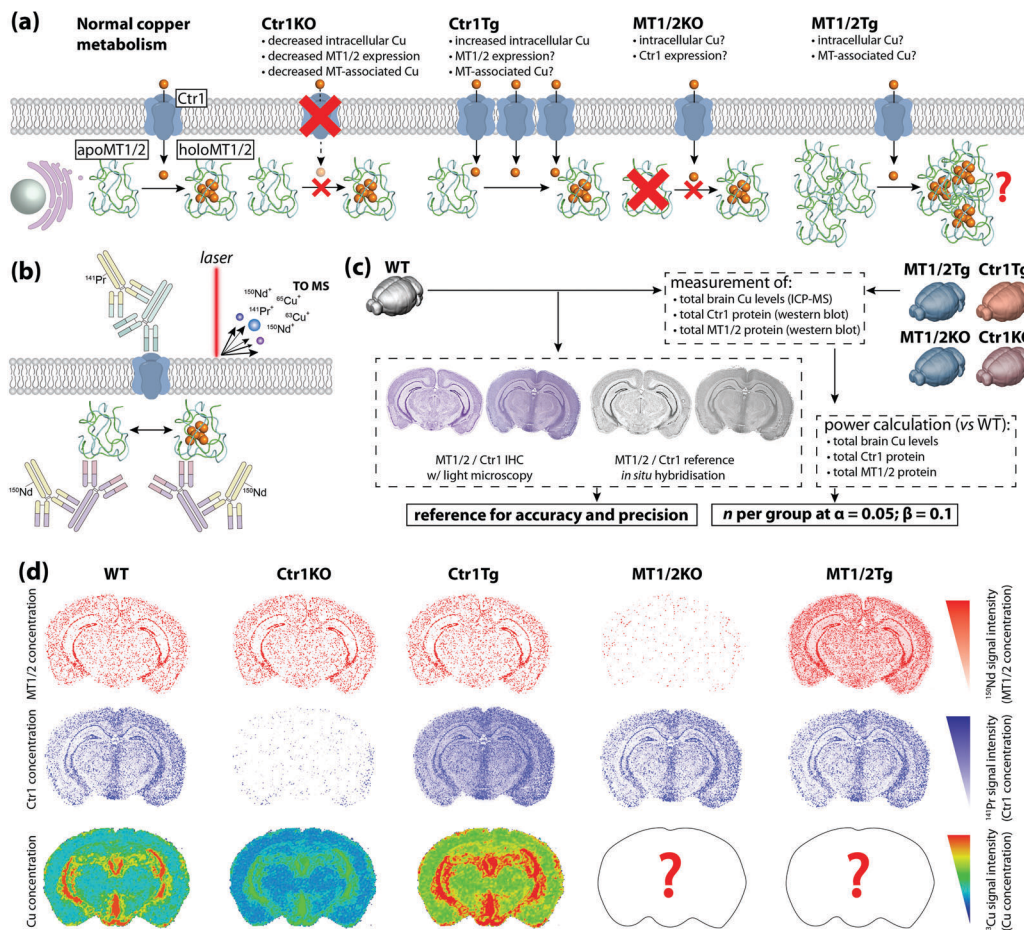 (a)
Normal copper
metabolism
Ctr1KO
• decreased intracellular Cu
• decreased MT1/2 expression
• decreased MT-associated Cu
Ctr1Tg
• increased intracellular Cu
• MT1/2 expression?
• MT-associated Cu?
MT1/2KO
• intracellular Cu?
• Ctr1 expression?
MT1/2Tg
• intracellular Cu?
• MT-associated Cu?
Ctr1
apoMT1/2
holoMT1/2
?
(b)
laser
TO MS
141Pr
150Nd+
65Cu+
141Pr+
63Cu+
150Nd+
150Nd
150Nd
(c)
WT
measurement of:
• total brain Cu levels (ICP-MS)
• total Ctr1 protein (western blot)
• total MT1/2 protein (western blot)
MT1/2Tg
Ctr1Tg
MT1/2KO
Ctr1KO
MT1/2 / Ctr1 IHC
w/ light microscopy
MT1/2 / Ctr1 reference
in situ hybridisation
power calculation (vs WT):
• total brain Cu levels
• total Ctr1 protein
• total MT1/2 protein
reference for accuracy and precision
n per group at α = 0.05; β = 0.1
(d)
WT
Ctr1KO
Ctr1Tg
MT1/2KO
MT1/2Tg
MT1/2 concentration
150Nd signal intensity
(MT1/2 concentration)
Ctr1 concentration
141Pr signal intensity
(Ctr1 concentration)
Cu concentration
?
?
3Cu signal intensity
(Cu concentration)